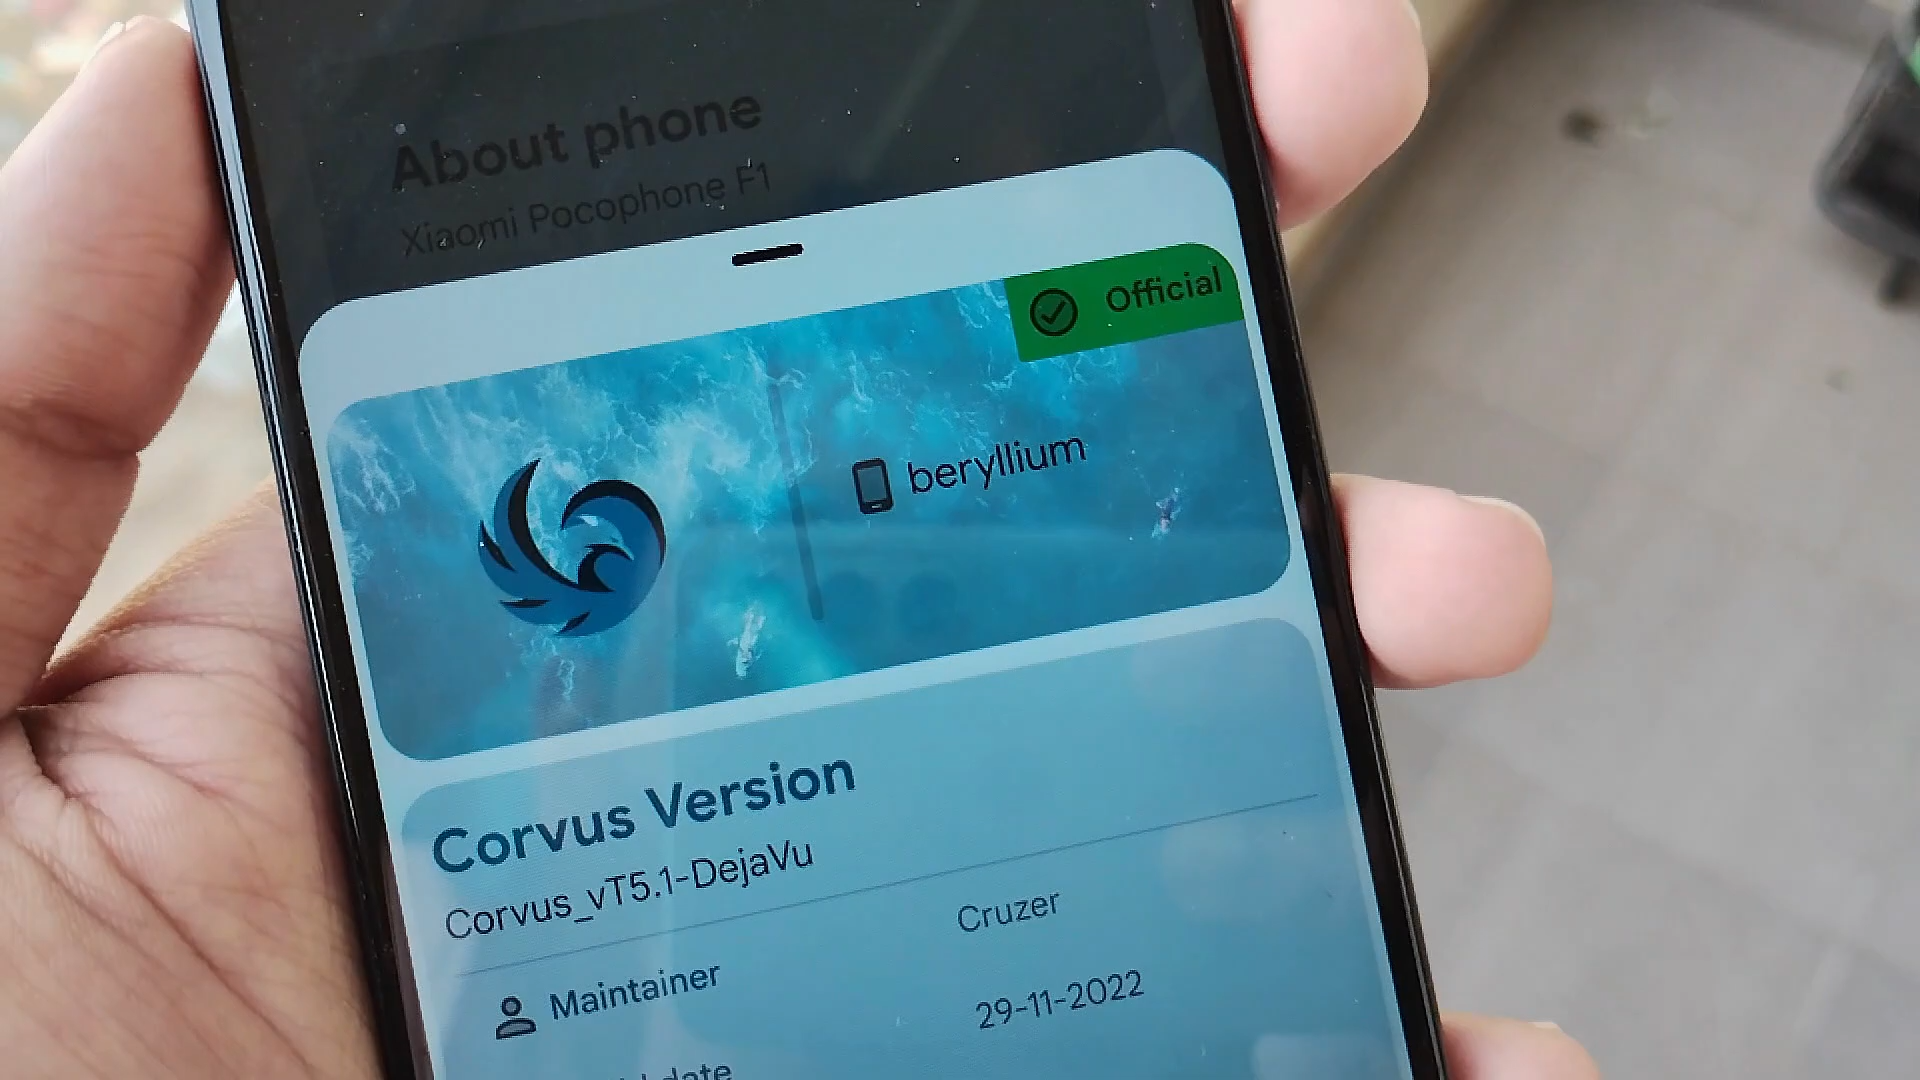 About phone
Xiaomi Pocophone F1
Official
beryllium
Corvus Version
Corvus_vT5.1-DejaVu
Maintainer Cruzer
29-11-2022